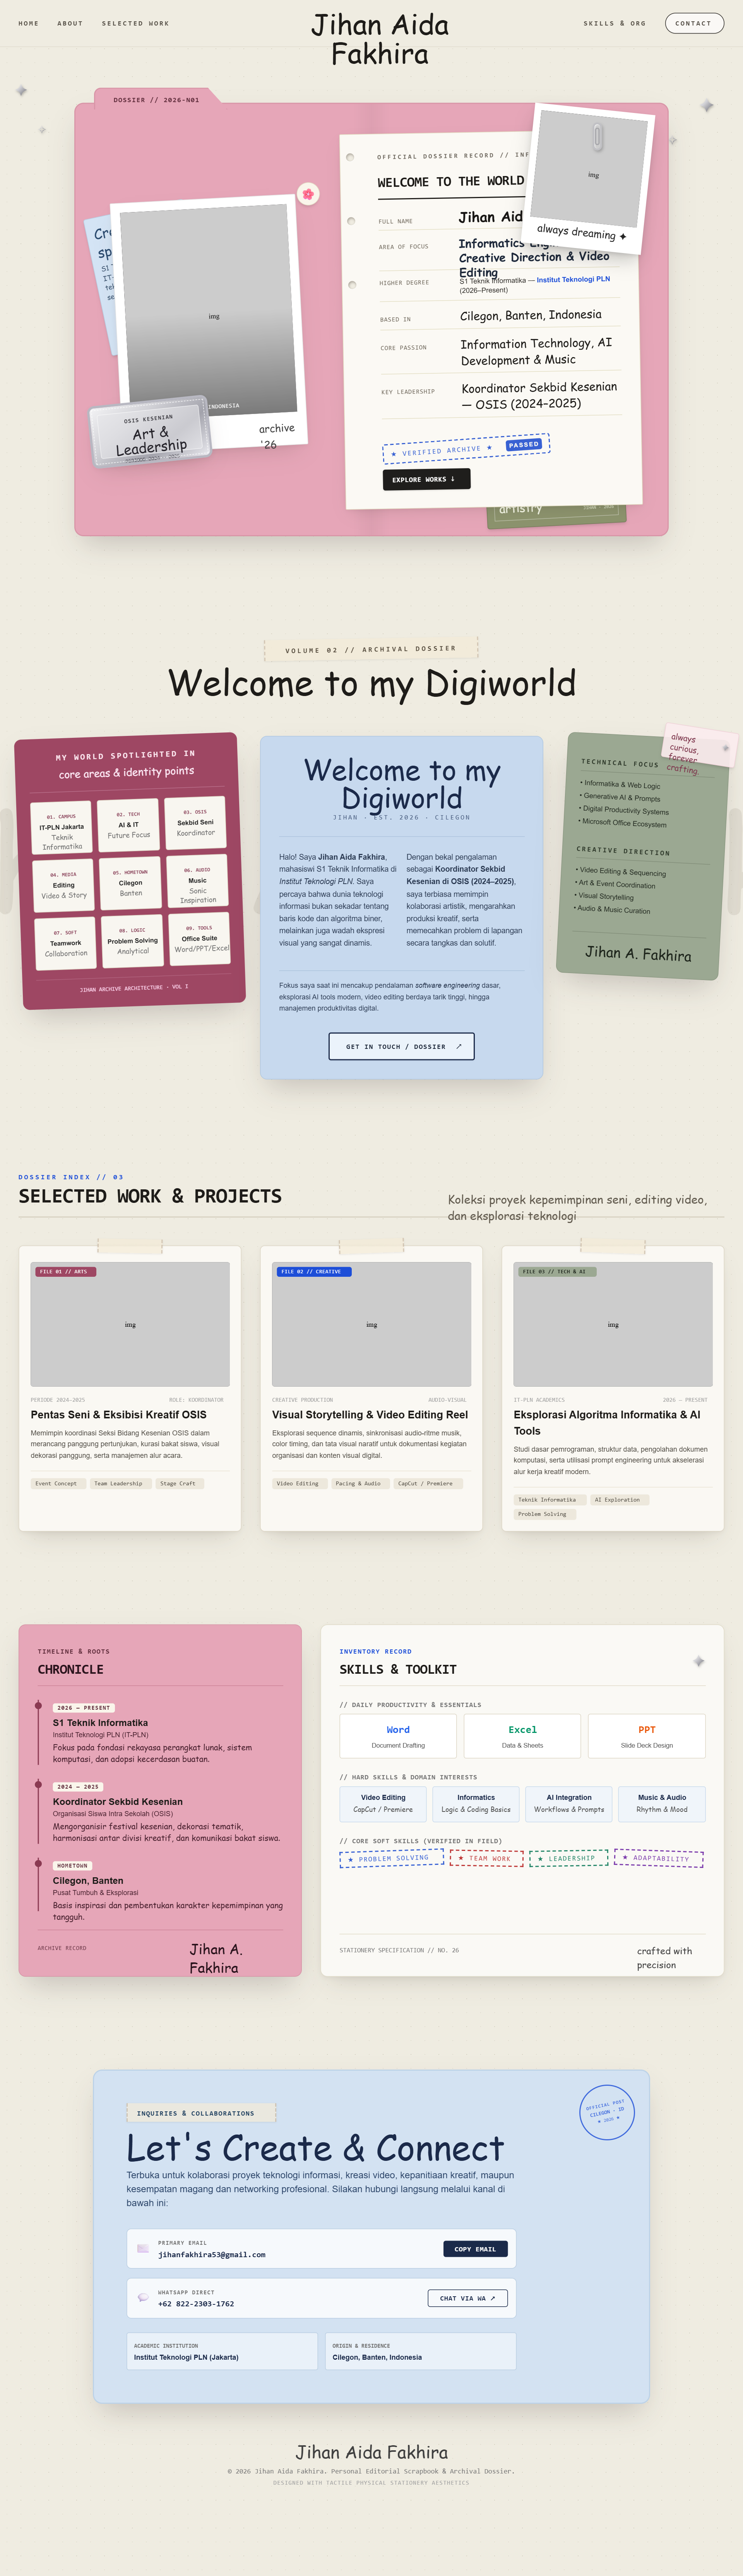 HOME ABOUT SELECTED WORK
Jihan Aida
Fakhira
SKILLS & ORG CONTACT
DOSSIER // 2026-N01
img
INDONESIA
archive
'26
OSIS KESENIAN
Art &
Leadership
OFFICIAL DOSSIER RECORD //
WELCOME TO THE WORLD
FULL NAME
Jihan
AREA OF FOCUS
Informatics
Creative Direction & Video
Editing
HIGHER DEGREE
S1 Teknik Informatika — Institut Teknologi PLN
(2026–Present)
BASED IN
Cilegon, Banten, Indonesia
CORE PASSION
Information Technology, AI
Development & Music
KEY LEADERSHIP
Koordinator Sekbid Kesenian
— OSIS (2024–2025)
★ VERIFIED ARCHIVE ★ PASSED
EXPLORE WORKS ↓
img
always dreaming ✦
artistry
VOLUME 02 // ARCHIVAL DOSSIER
Welcome to my Digiworld
MY WORLD SPOTLIGHTED IN
core areas & identity points
01. CAMPUS
IT-PLN Jakarta
Teknik
Informatika
02. TECH
AI & IT
Future Focus
03. OSIS
Sekbid Seni
Koordinator
04. MEDIA
Editing
Video & Story
05. HOMETOWN
Cilegon
Banten
06. AUDIO
Music
Sonic
Inspiration
07. SOFT
Teamwork
Collaboration
08. LOGIC
Problem Solving
Analytical
09. TOOLS
Office Suite
Word/PPT/Excel
JIHAN ARCHIVE ARCHITECTURE · VOL I
Welcome to my
Digiworld
JIHAN · EST. 2026 · CILEGON
Halo! Saya Jihan Aida Fakhira,
mahasiswi S1 Teknik Informatika di
Institut Teknologi PLN. Saya
percaya bahwa dunia teknologi
informasi bukan sekadar tentang
baris kode dan algoritma biner,
melainkan juga wadah ekspresi
visual yang sangat dinamis.
Dengan bekal pengalaman
sebagai Koordinator Sekbid
Kesenian di OSIS (2024–2025),
saya terbiasa memimpin
kolaborasi artistik, mengarahkan
produksi kreatif, serta
memecahkan problem di lapangan
secara tangkas dan solutif.
Fokus saya saat ini mencakup pendalaman software engineering dasar,
eksplorasi AI tools modern, video editing berdaya tarik tinggi, hingga
manajemen produktivitas digital.
GET IN TOUCH / DOSSIER ↗
always
curious,
forever
crafting.
TECHNICAL FOCUS
• Informatika & Web Logic
• Generative AI & Prompts
• Digital Productivity Systems
• Microsoft Office Ecosystem
CREATIVE DIRECTION
• Video Editing & Sequencing
• Art & Event Coordination
• Visual Storytelling
• Audio & Music Curation
Jihan A. Fakhira
DOSSIER INDEX // 03
SELECTED WORK & PROJECTS
Koleksi proyek kepemimpinan seni, editing video,
dan eksplorasi teknologi
FILE 01 // ARTS
img
PERIODE 2024–2025 ROLE: KOORDINATOR
Pentas Seni & Eksibisi Kreatif OSIS
Memimpin koordinasi Seksi Bidang Kesenian OSIS dalam
merancang panggung pertunjukan, kurasi bakat siswa, visual
dekorasi panggung, serta manajemen alur acara.
Event Concept Team Leadership Stage Craft
FILE 02 // CREATIVE
img
CREATIVE PRODUCTION AUDIO-VISUAL
Visual Storytelling & Video Editing Reel
Eksplorasi sequence dinamis, sinkronisasi audio-ritme musik,
color timing, dan tata visual naratif untuk dokumentasi kegiatan
organisasi dan konten visual digital.
Video Editing Pacing & Audio CapCut / Premiere
FILE 03 // TECH & AI
img
IT-PLN ACADEMICS 2026 — PRESENT
Eksplorasi Algoritma Informatika & AI
Tools
Studi dasar pemrograman, struktur data, pengolahan dokumen
komputasi, serta utilisasi prompt engineering untuk akselerasi
alur kerja kreatif modern.
Teknik Informatika AI Exploration
Problem Solving
TIMELINE & ROOTS
CHRONICLE
2026 — PRESENT
S1 Teknik Informatika
Institut Teknologi PLN (IT-PLN)
Fokus pada fondasi rekayasa perangkat lunak, sistem
komputasi, dan adopsi kecerdasan buatan.
2024 — 2025
Koordinator Sekbid Kesenian
Organisasi Siswa Intra Sekolah (OSIS)
Mengorganisir festival kesenian, dekorasi tematik,
harmonisasi antar divisi kreatif, dan komunikasi bakat siswa.
HOMETOWN
Cilegon, Banten
Pusat Tumbuh & Eksplorasi
Basis inspirasi dan pembentukan karakter kepemimpinan yang
tangguh.
ARCHIVE RECORD
Jihan A.
Fakhira
INVENTORY RECORD
SKILLS & TOOLKIT
// DAILY PRODUCTIVITY & ESSENTIALS
Word
Document Drafting
Excel
Data & Sheets
PPT
Slide Deck Design
// HARD SKILLS & DOMAIN INTERESTS
Video Editing
CapCut / Premiere
Informatics
Logic & Coding Basics
AI Integration
Workflows & Prompts
Music & Audio
Rhythm & Mood
// CORE SOFT SKILLS (VERIFIED IN FIELD)
★ PROBLEM SOLVING ★ TEAM WORK ★ LEADERSHIP ★ ADAPTABILITY
STATIONERY SPECIFICATION // NO. 26
crafted with
precision
INQUIRIES & COLLABORATIONS
OFFICIAL POST
CILEGON · ID
★ 2026 ★
Let's Create & Connect
Terbuka untuk kolaborasi proyek teknologi informasi, kreasi video, kepanitiaan kreatif, maupun
kesempatan magang dan networking profesional. Silakan hubungi langsung melalui kanal di
bawah ini:
PRIMARY EMAIL
jihanfakhira53@gmail.com
COPY EMAIL
WHATSAPP DIRECT
+62 822-2303-1762
CHAT VIA WA ↗
ACADEMIC INSTITUTION
Institut Teknologi PLN (Jakarta)
ORIGIN & RESIDENCE
Cilegon, Banten, Indonesia
Jihan Aida Fakhira
© 2026 Jihan Aida Fakhira. Personal Editorial Scrapbook & Archival Dossier.
DESIGNED WITH TACTILE PHYSICAL STATIONERY AESTHETICS